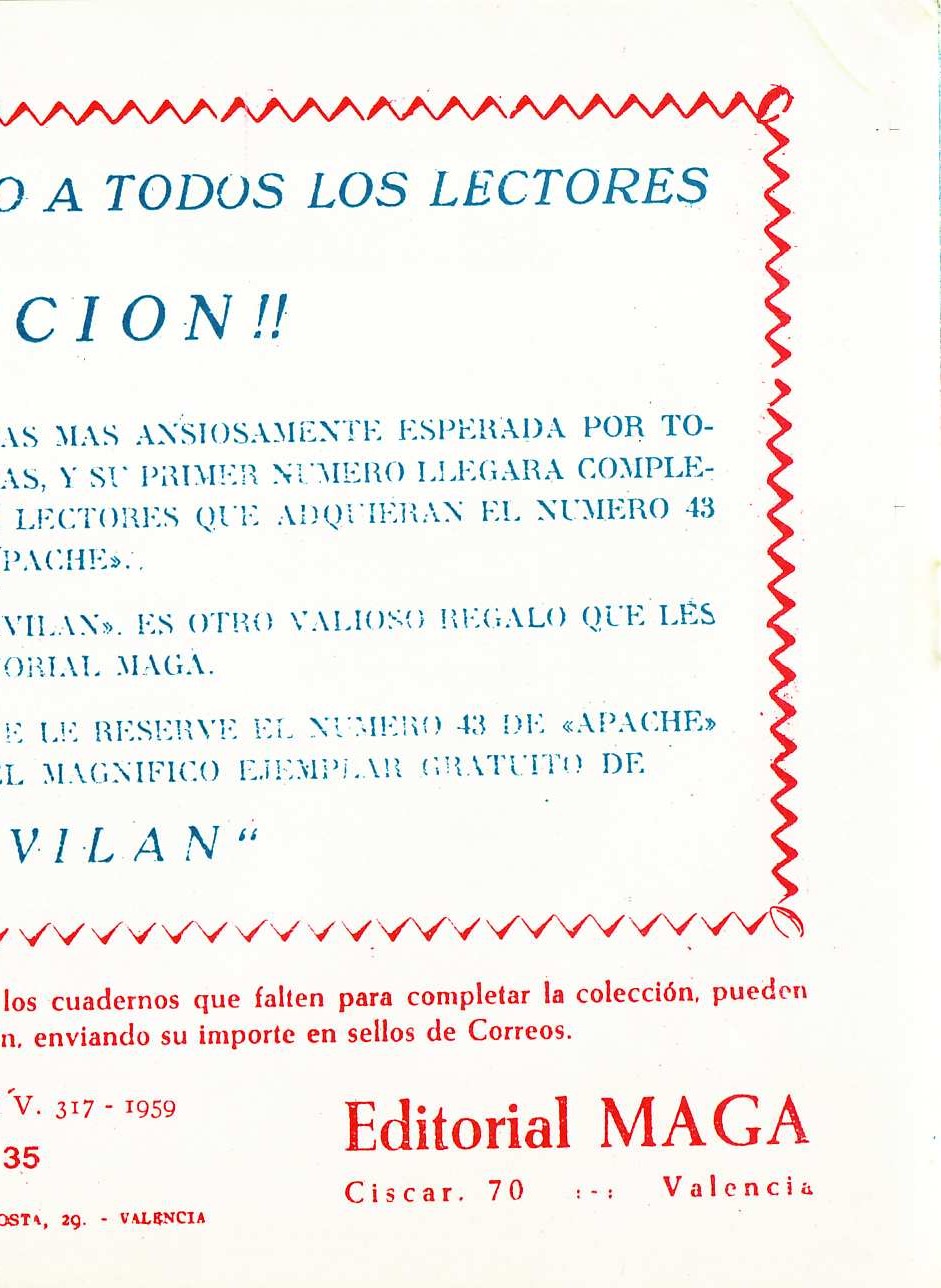 O A TODOS LOS LECTORES
CION!!
AS MAS ANSIOSAMENTE ESPERADA POR TO-
AS, Y SU PRIMER NUMERO LLEGARA COMPLE-
LECTORES QUE ADQUIERAN EL NUMERO 43
PACHE».
VILAN». ES OTRO VALIOSO REGALO QUE LES
ORIAL MAGA.
E LE RESERVE EL NUMERO 43 DE «APACHE»
EL MAGNIFICO EJEMPLAR GRATUITO DE
VILAN“
los cuadernos que falten para completar la colección, pueden
n, enviando su importe en sellos de Correos.
V. 317 - 1959
35
OSTA, 29. - VALENCIA
Editorial MAGA
Ciscar, 70 :-: Valencia